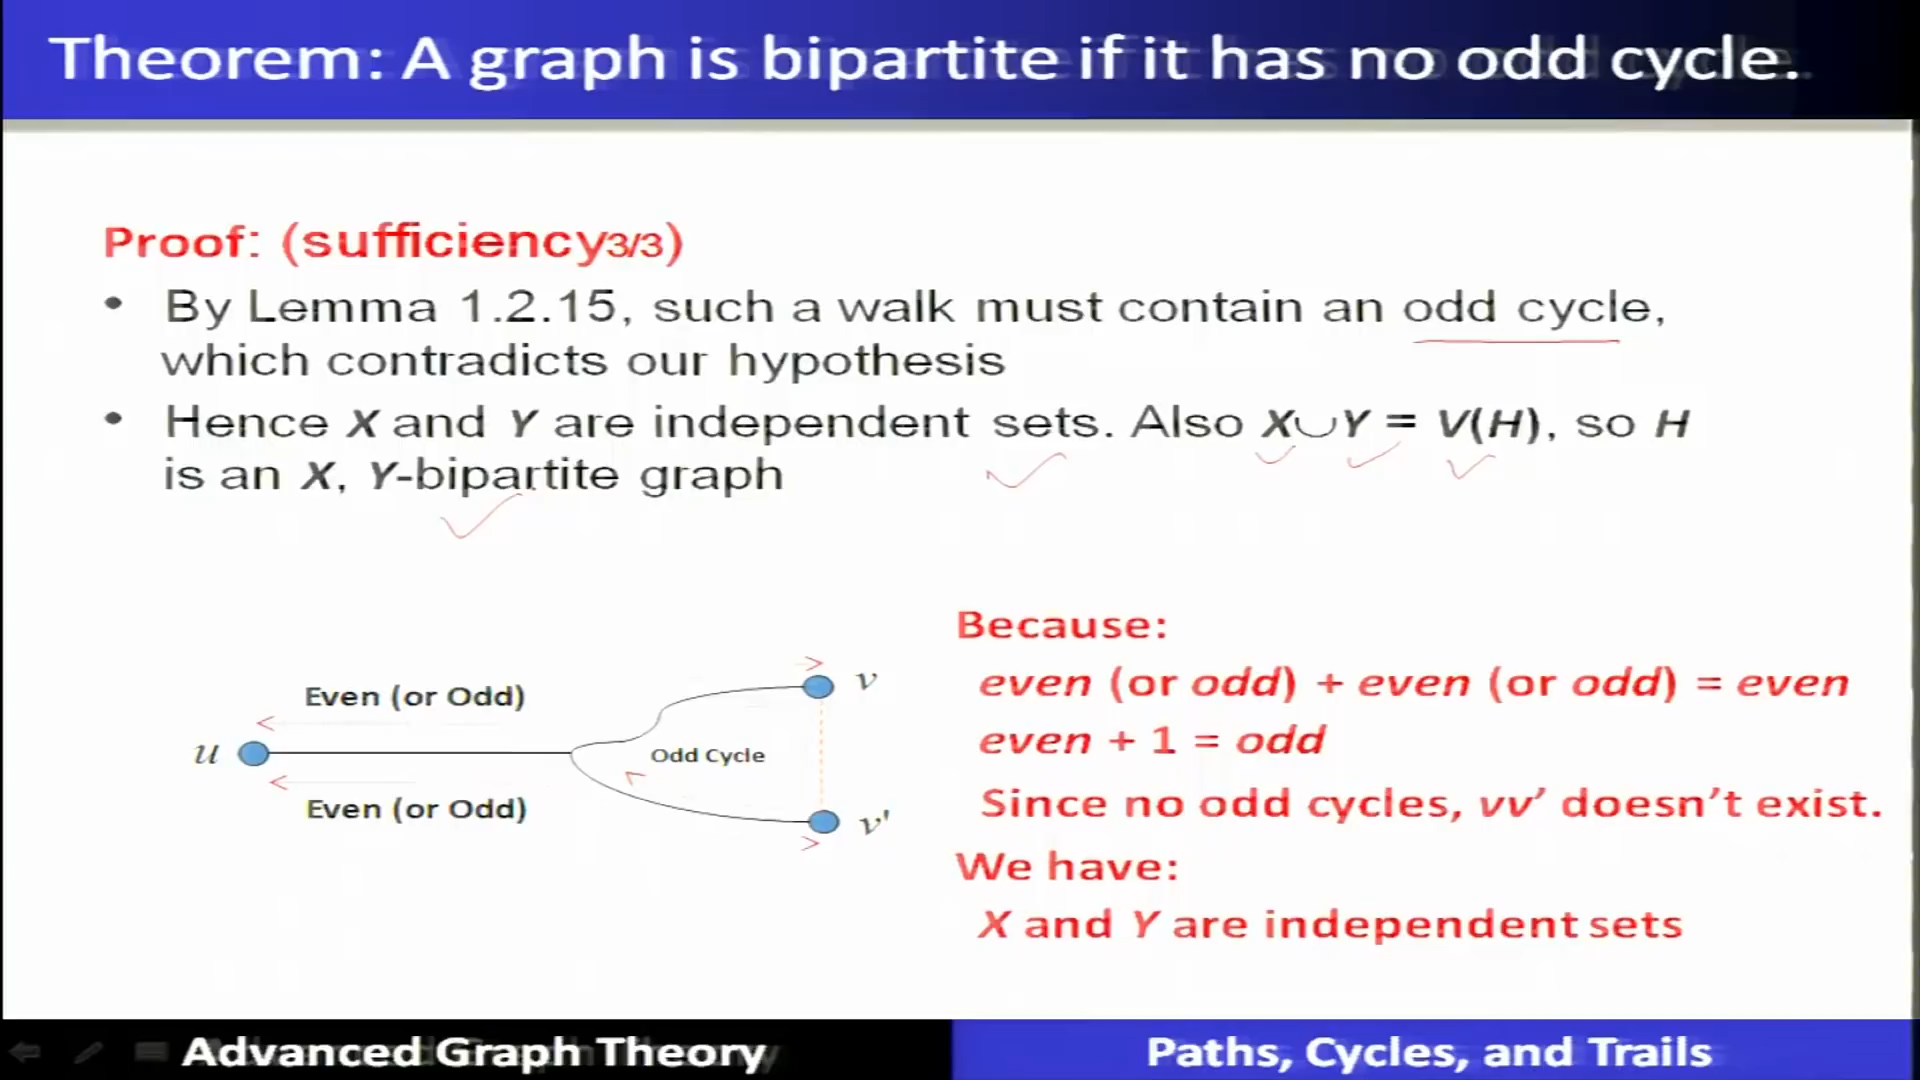 Theorem: A graph is bipartite if it has no odd cycle.
Proof: (sufficiency3/3)
• By Lemma 1.2.15, such a walk must contain an odd cycle,
which contradicts our hypothesis
• Hence X and Y are independent sets. Also X∪Y = V(H), so H
is an X, Y-bipartite graph
Even (or Odd)
u
Even (or Odd)
Odd Cycle
v
v'
Because:
even (or odd) + even (or odd) = even
even + 1 = odd
Since no odd cycles, vv’ doesn’t exist.
We have:
X and Y are independent sets
Advanced Graph Theory
Paths, Cycles, and Trails